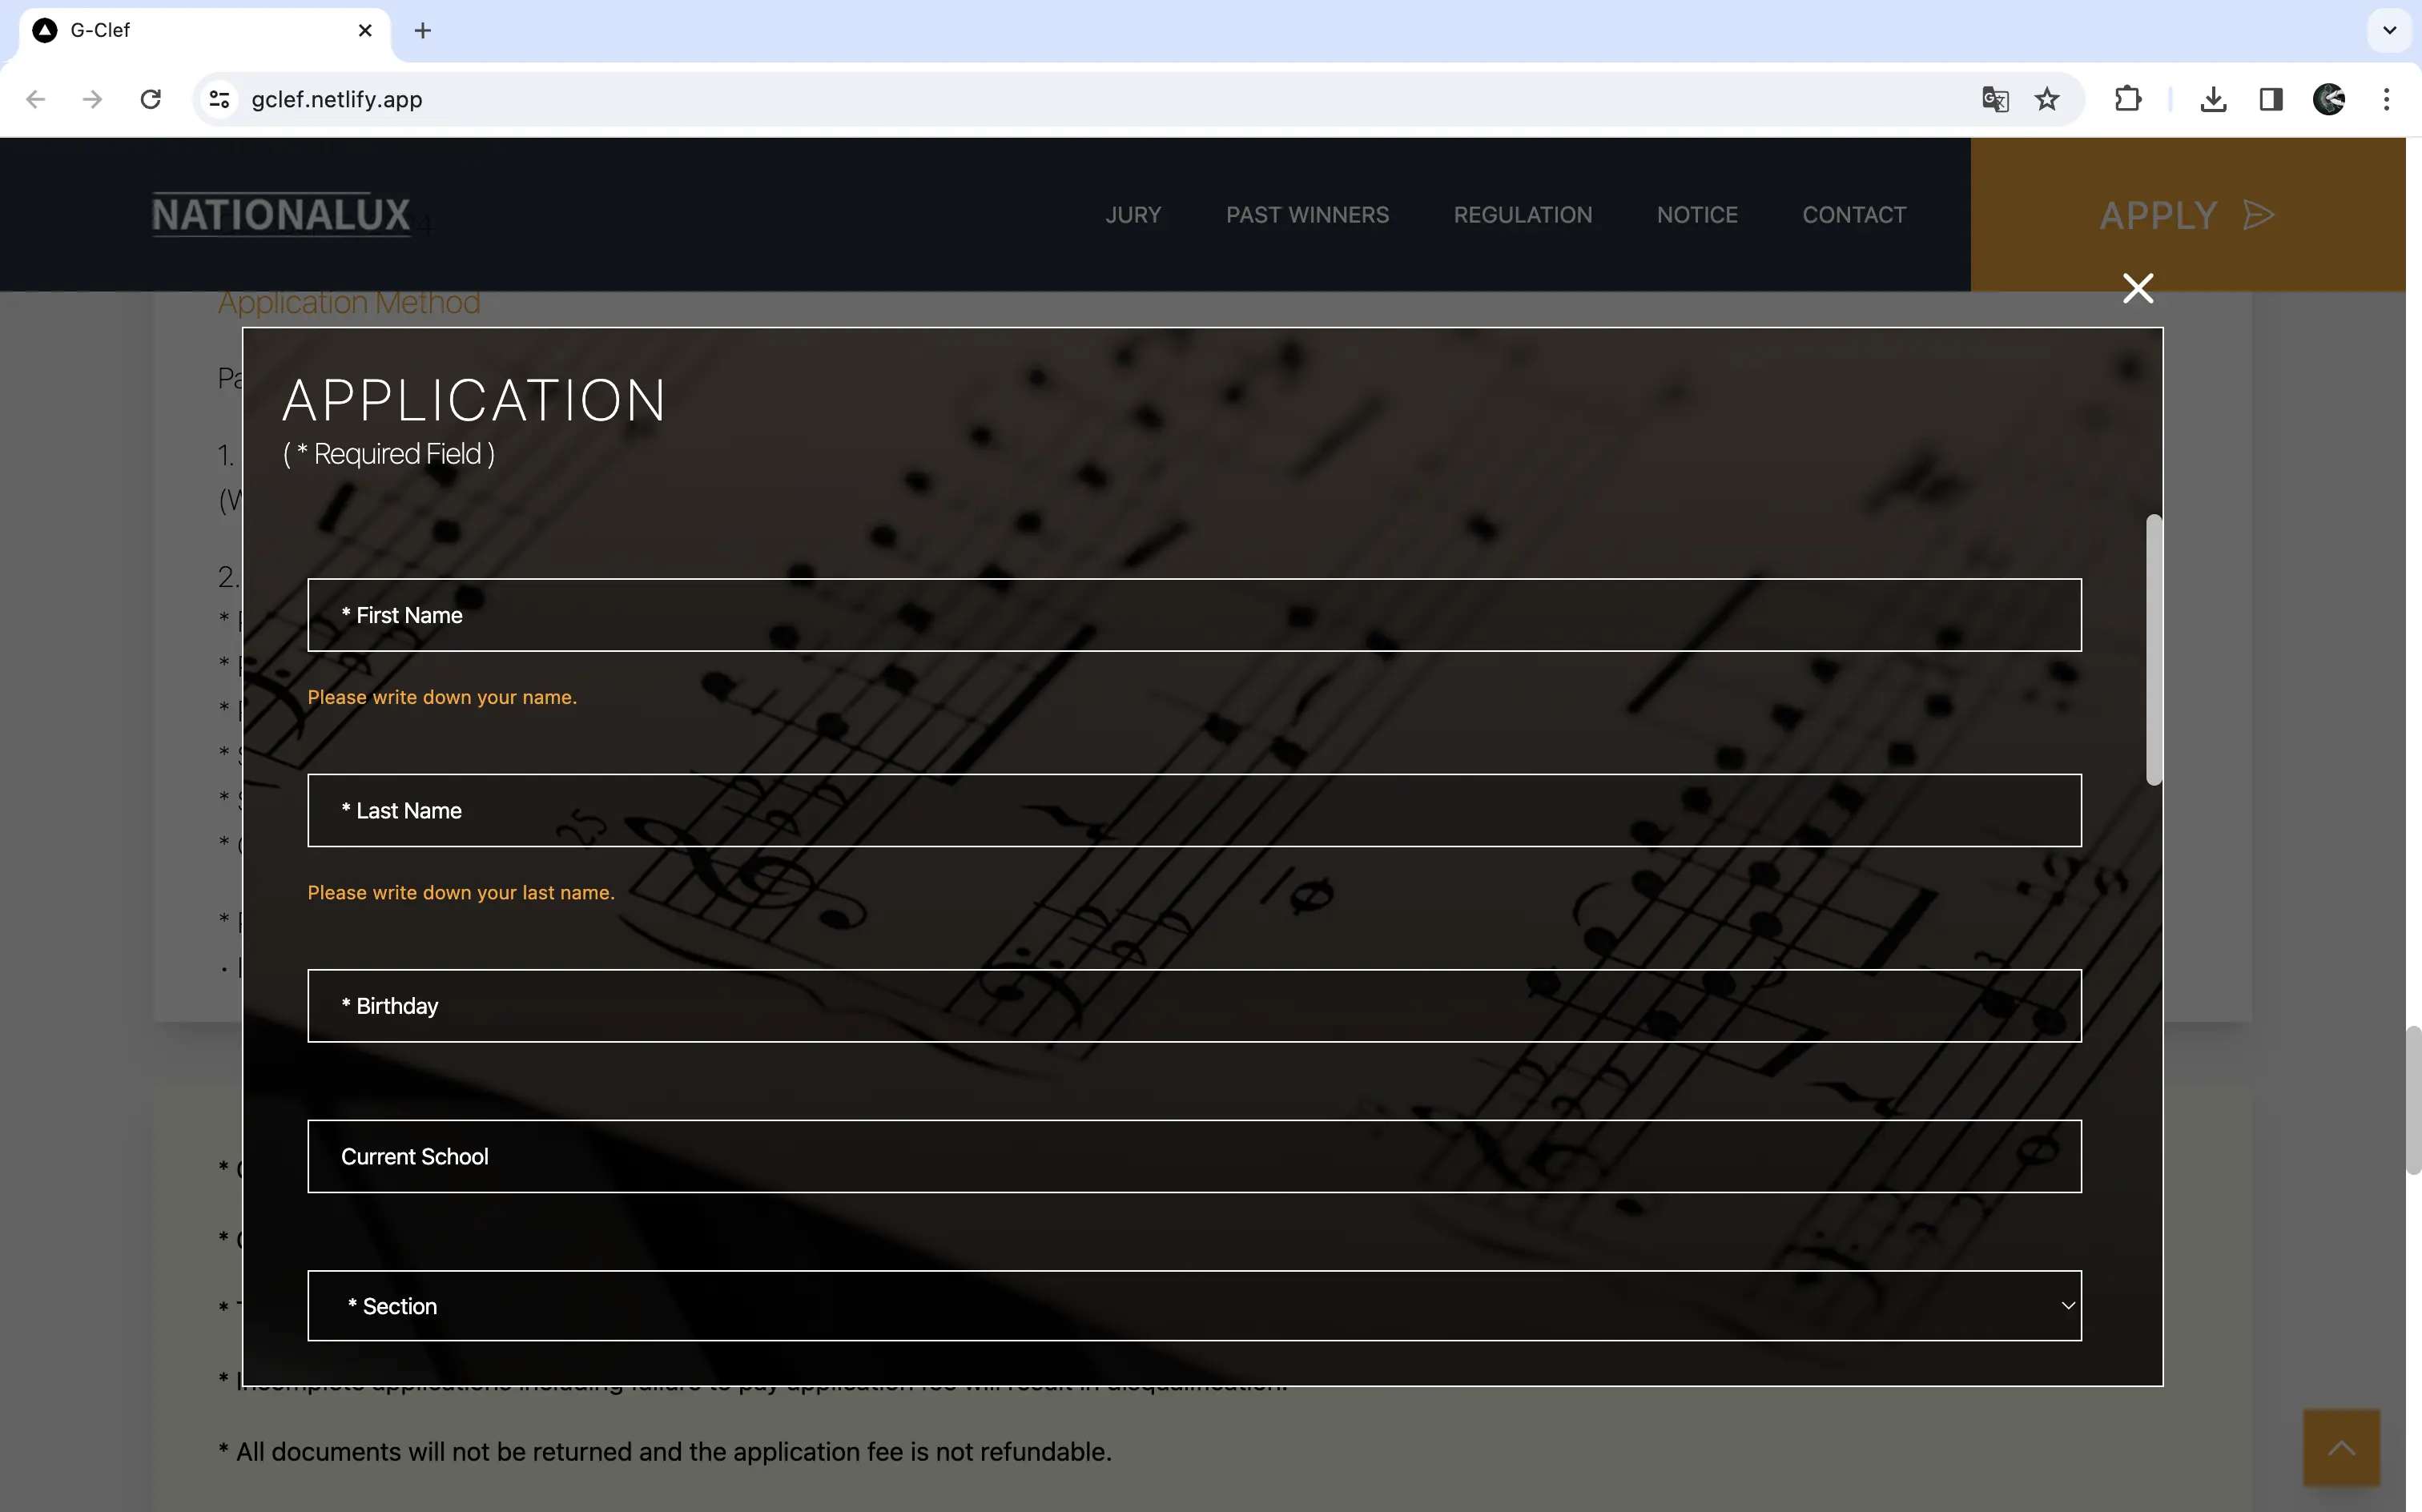 G-Clef
gclef.netlify.app
NATIONALUX
JURY
PAST WINNERS
REGULATION
NOTICE
CONTACT
APPLY
Application Method
APPLICATION
( * Required Field )
1.
2.
* First Name
Please write down your name.
* Last Name
25
Please write down your last name.
* Birthday
Current School
* Section
* All documents will not be returned and the application fee is not refundable.